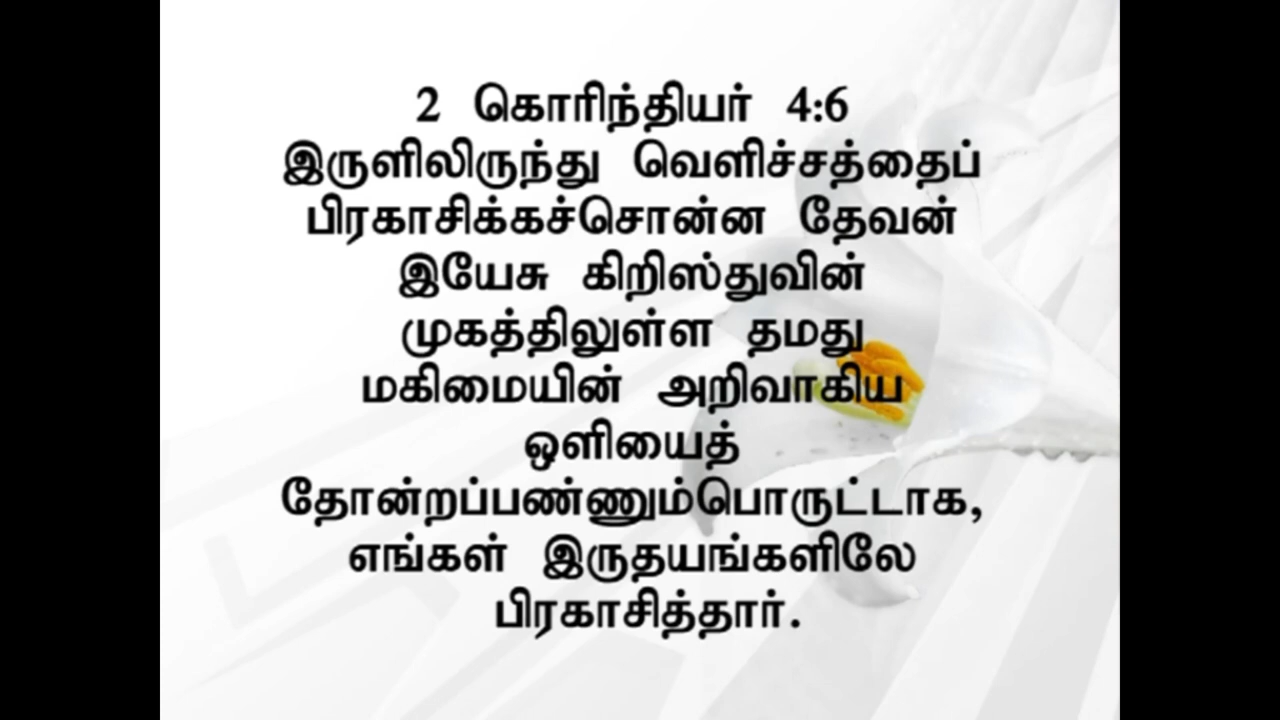 2 கொரிந்தியர் 4:6
இருளிலிருந்து வெளிச்சத்தைப்
பிரகாசிக்கச்சொன்ன தேவன்
இயேசு கிறிஸ்துவின்
முகத்திலுள்ள தமது
மகிமையின் அறிவாகிய
ஒளியைத்
தோன்றப்பண்ணும்பொருட்டாக,
எங்கள் இருதயங்களிலே
பிரகாசித்தார்.